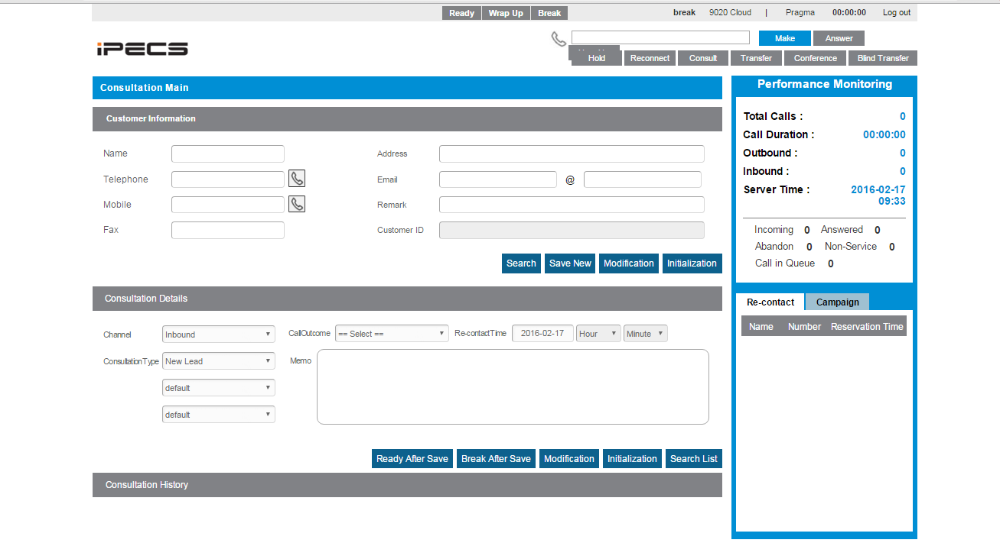 Ready Wrap Up Break break 9020 Cloud | Pragma 00:00:00 Log out
iPECS
Make Answer
Hold Reconnect Consult Transfer Conference Blind Transfer
Consultation Main
Customer Information
Name Address
Telephone Email @
Mobile Remark
Fax Customer ID
Search Save New Modification Initialization
Consultation Details
Channel Inbound CallOutcome == Select == Re-contactTime 2016-02-17 Hour Minute
ConsultationType New Lead Memo
default
default
Ready After Save Break After Save Modification Initialization Search List
Consultation History
Performance Monitoring
Total Calls : 0
Call Duration : 00:00:00
Outbound : 0
Inbound : 0
Server Time : 2016-02-17
09:33
Incoming 0 Answered 0
Abandon 0 Non-Service 0
Call in Queue 0
Re-contact Campaign
Name Number Reservation Time